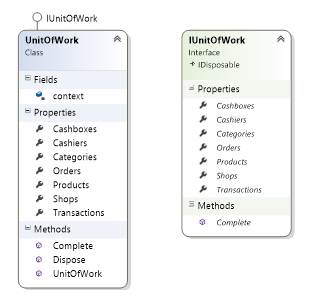 IUnitOfWork
UnitOfWork
Class
Fields
context
Properties
Cashboxes
Cashiers
Categories
Orders
Products
Shops
Transactions
Methods
Complete
Dispose
UnitOfWork
IUnitOfWork
Interface
IDisposable
Properties
Cashboxes
Cashiers
Categories
Orders
Products
Shops
Transactions
Methods
Complete